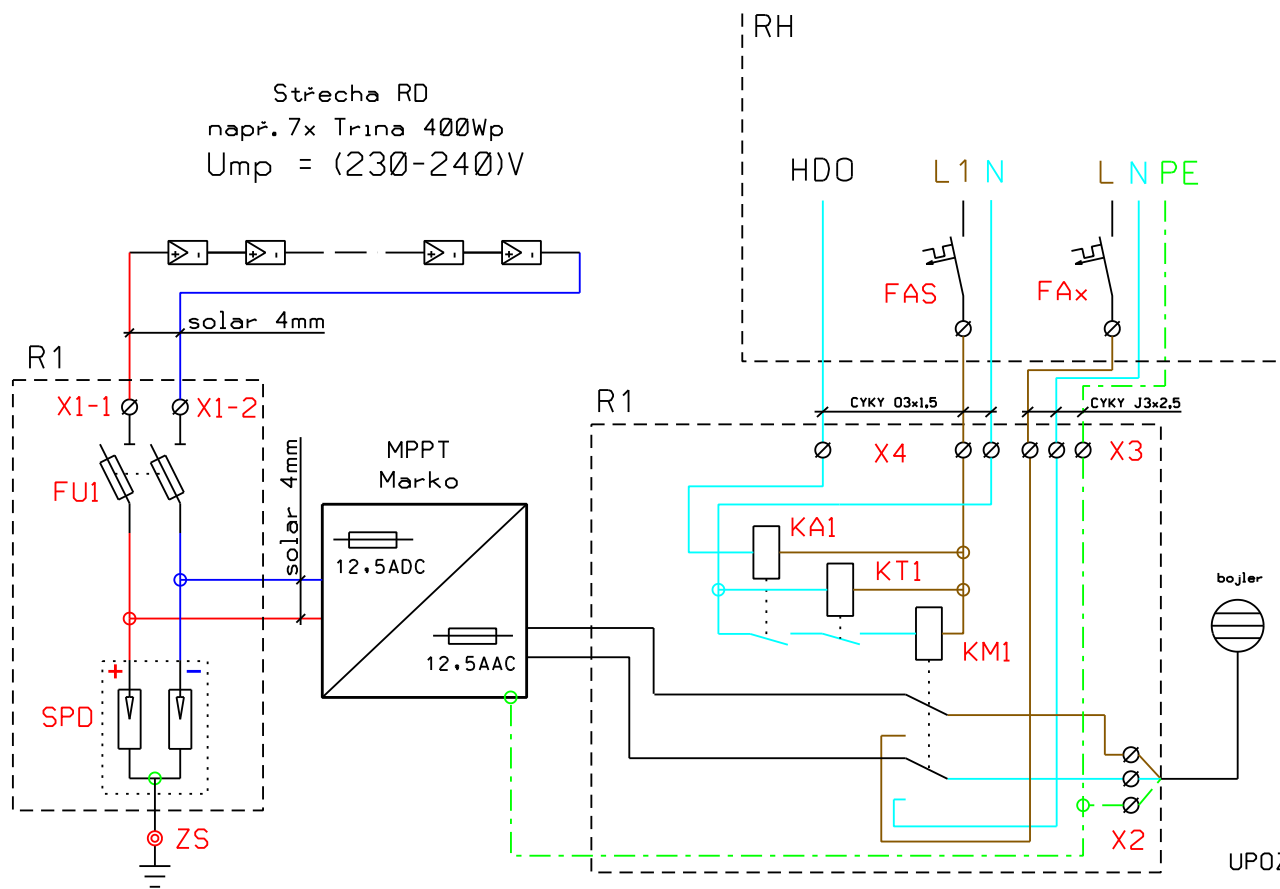 RH
Střecha RD
např. 7x Trina 400Wp
Ump = (230-240)V
HDO L1 N L N PE
FAS FAx
solar 4mm
R1
X1-1 X1-2
R1
CYKY O3x1,5 CYKY J3x2,5
X4 X3
MPPT
Marko
FU1
solar 4mm
12,5ADC
12,5AAC
KA1
KT1
KM1
bojler
+ -
SPD
ZS
X2